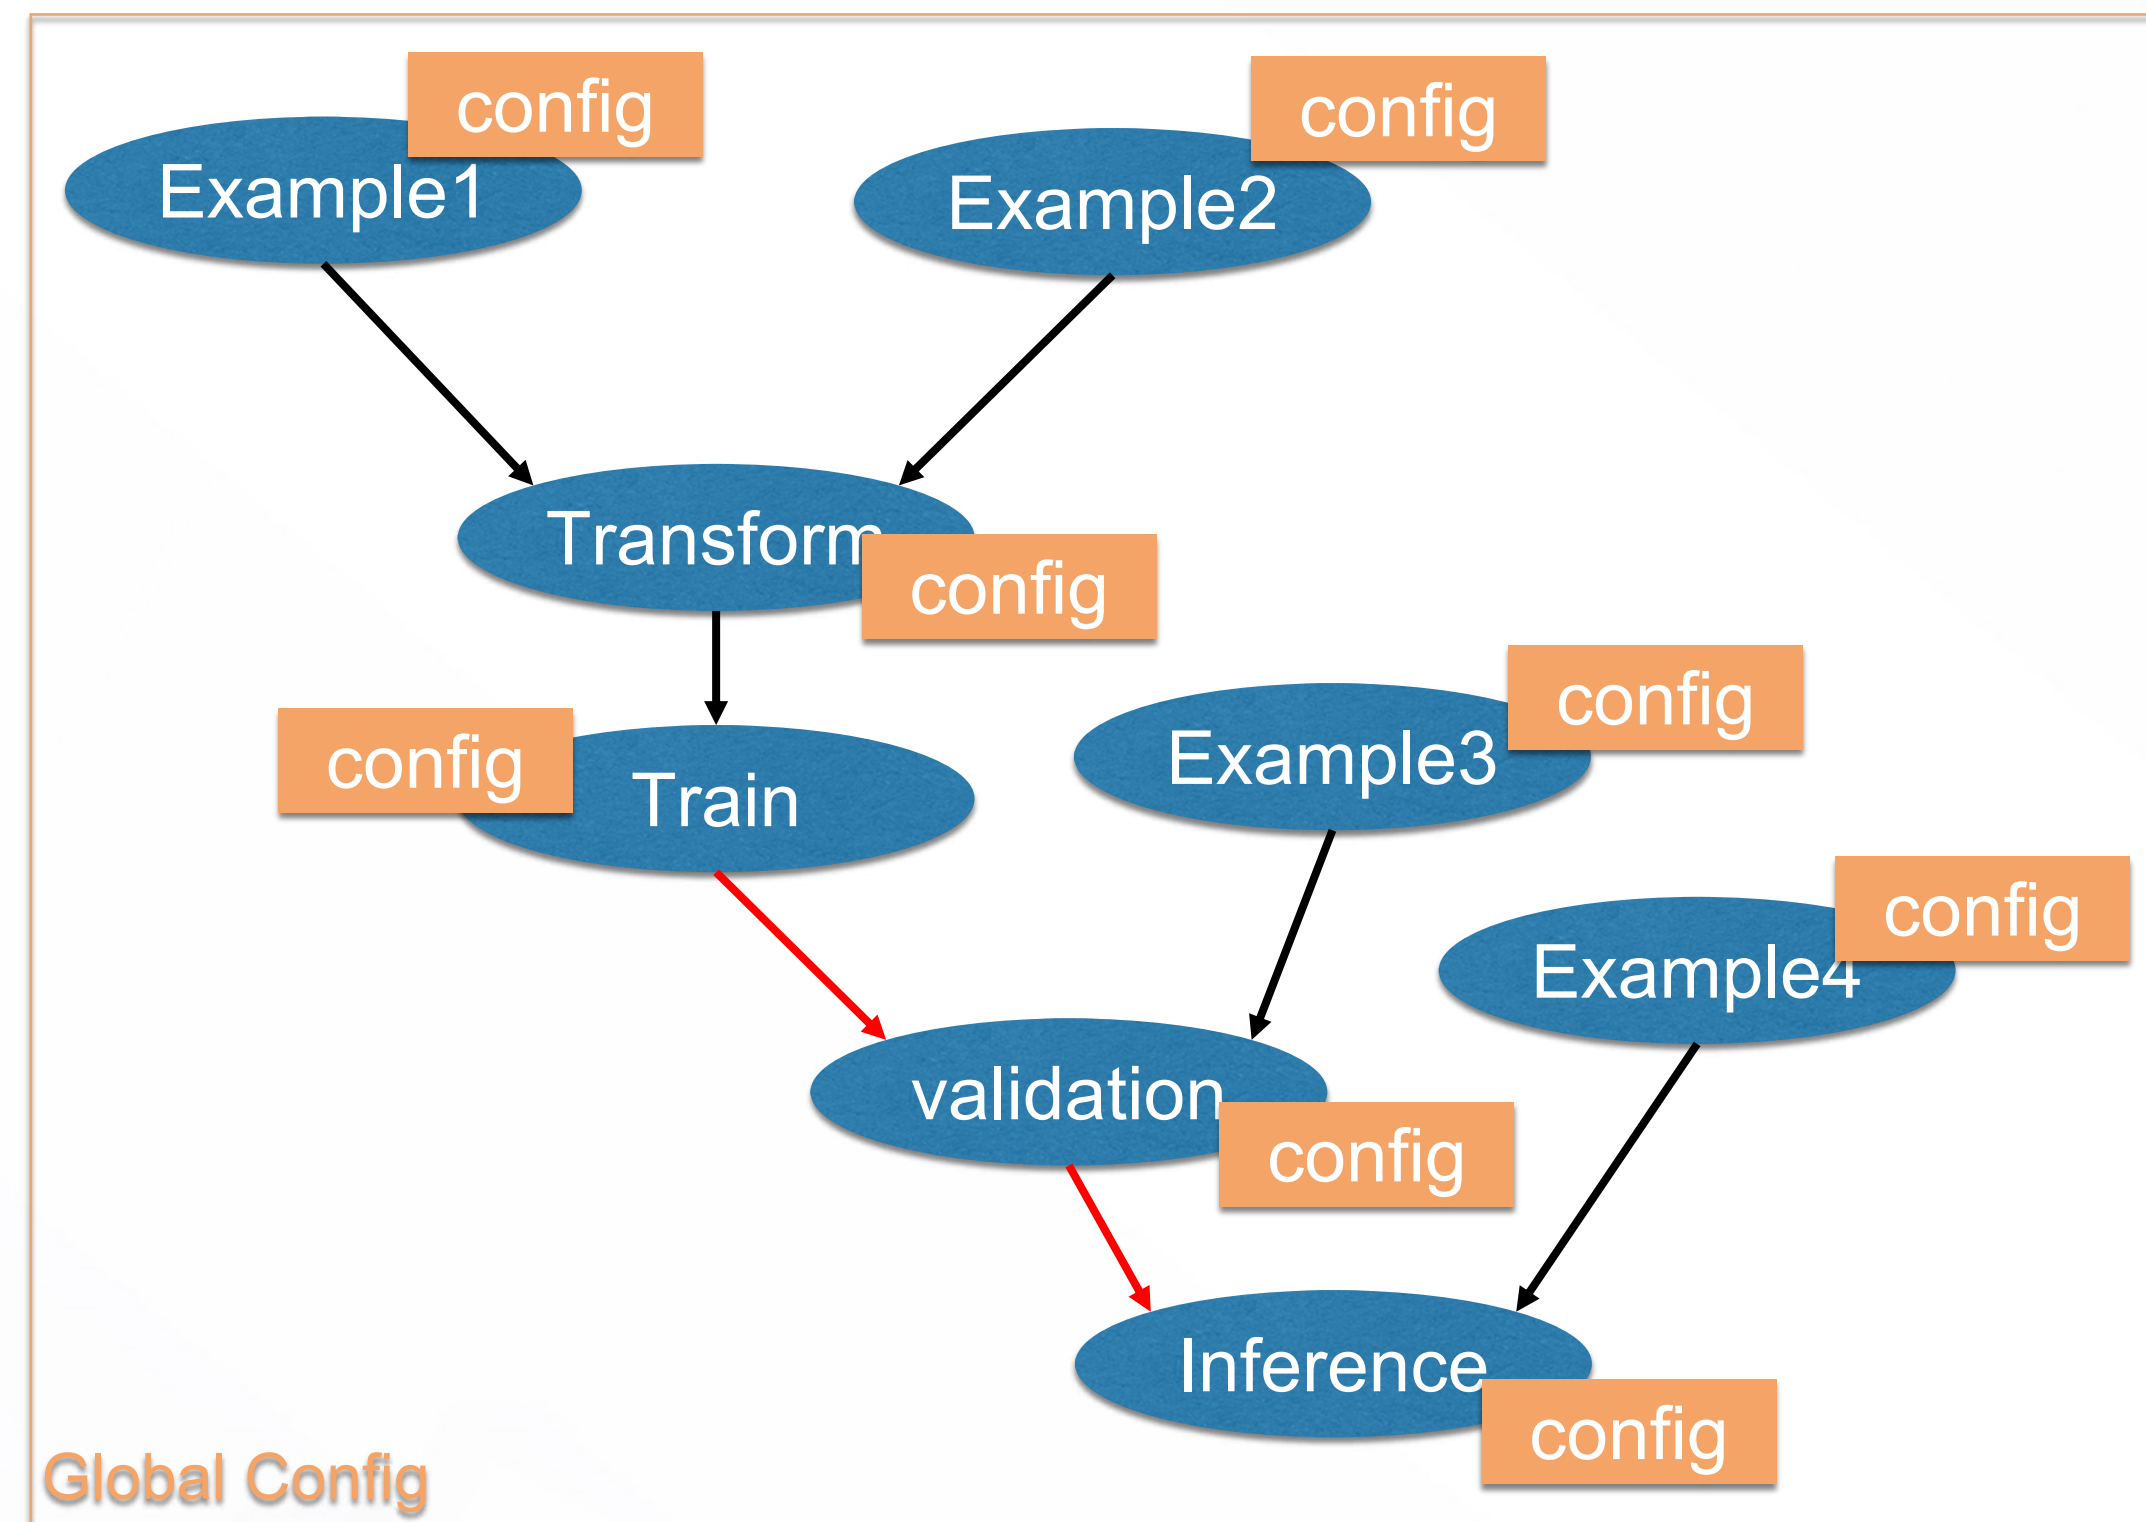 config
config
Example1
Example2
Transform
config
config
config
Train
Example3
config
Example4
validation
config
Inference
config
Global Config